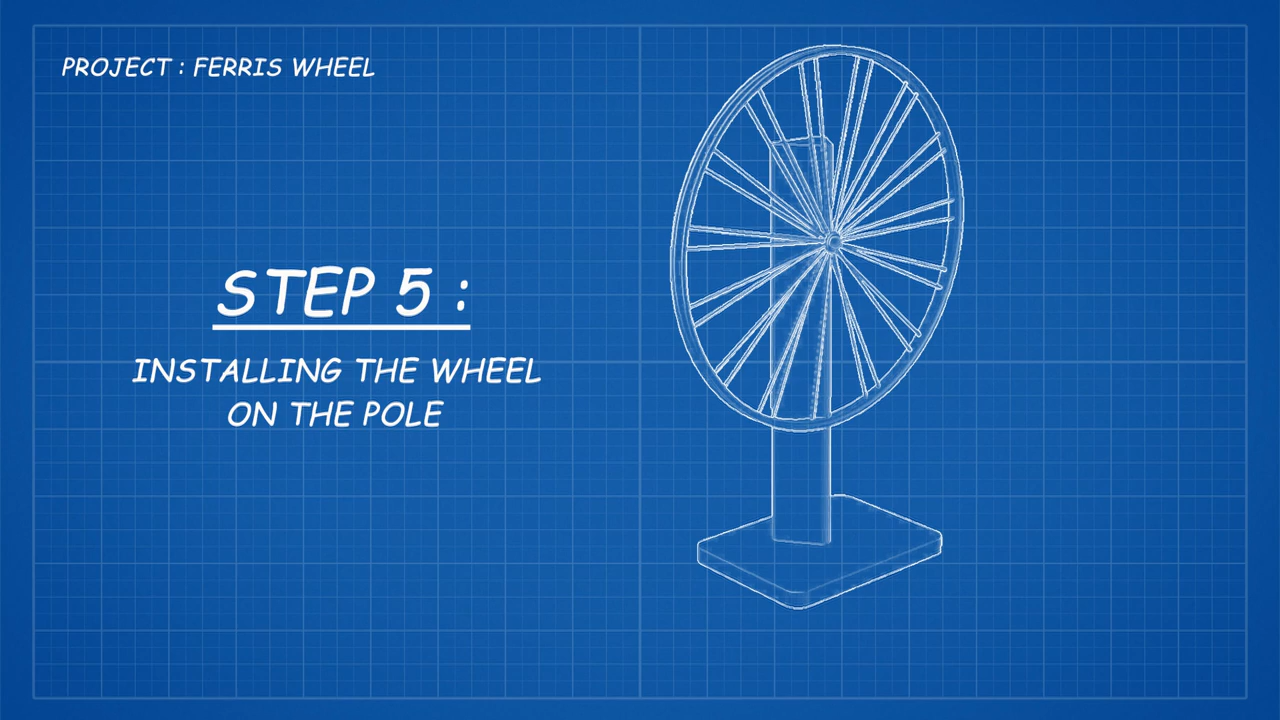 PROJECT : FERRIS WHEEL
STEP 5 :
INSTALLING THE WHEEL
ON THE POLE